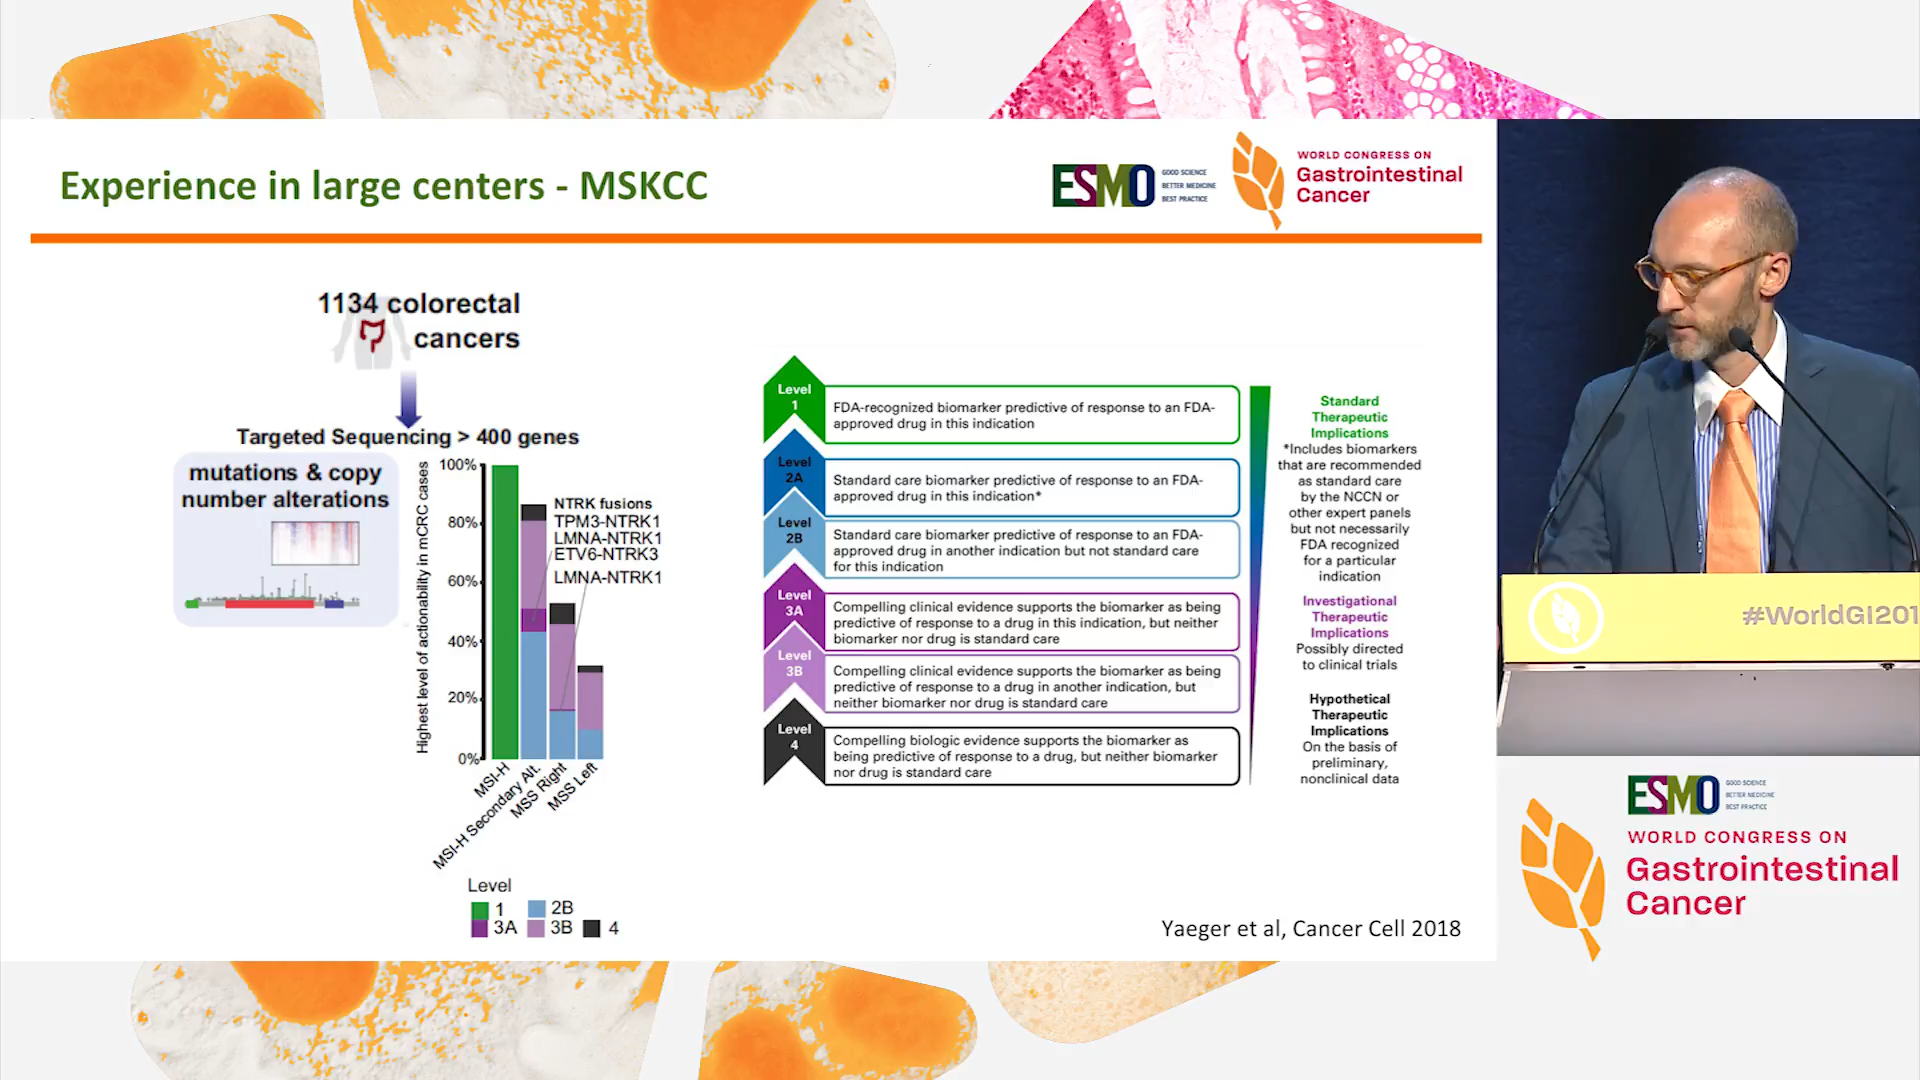 Experience in large centers - MSKCC
ESMO
GOOD SCIENCE
BETTER MEDICINE
BEST PRACTICE
WORLD CONGRESS ON
Gastrointestinal
Cancer
1134 colorectal
cancers
Targeted Sequencing > 400 genes
mutations & copy
number alterations
Highest level of actionability in mCRC cases
100%
80%
60%
40%
20%
0%
NTRK fusions
TPM3-NTRK1
LMNA-NTRK1
ETV6-NTRK3
LMNA-NTRK1
MSI-H
MSI-H Secondary Alt.
MSS Right
MSS Left
Level
1
2B
3A
3B
4
Level
1
FDA-recognized biomarker predictive of response to an FDA-
approved drug in this indication
Level
2A
Standard care biomarker predictive of response to an FDA-
approved drug in this indication*
Level
2B
Standard care biomarker predictive of response to an FDA-
approved drug in another indication but not standard care
for this indication
Level
3A
Compelling clinical evidence supports the biomarker as being
predictive of response to a drug in this indication, but neither
biomarker nor drug is standard care
Level
3B
Compelling clinical evidence supports the biomarker as being
predictive of response to a drug in another indication, but
neither biomarker nor drug is standard care
Level
4
Compelling biologic evidence supports the biomarker as
being predictive of response to a drug, but neither biomarker
nor drug is standard care
Standard
Therapeutic
Implications
*Includes biomarkers
that are recommended
as standard care
by the NCCN or
other expert panels
but not necessarily
FDA recognized
for a particular
indication
Investigational
Therapeutic
Implications
Possibly directed
to clinical trials
Hypothetical
Therapeutic
Implications
On the basis of
preliminary,
nonclinical data
Yaeger et al, Cancer Cell 2018
#WorldGI201
ESMO
GOOD SCIENCE
BETTER MEDICINE
BEST PRACTICE
WORLD CONGRESS ON
Gastrointestinal
Cancer